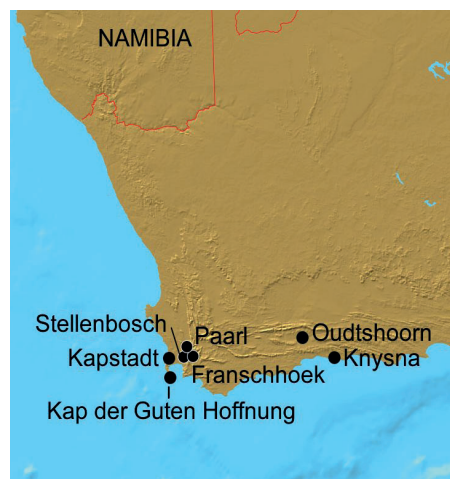 NAMIBIA
Stellenbosch
Paarl
Oudtshoorn
Kapstadt
Knysna
Franschhoek
Kap der Guten Hoffnung